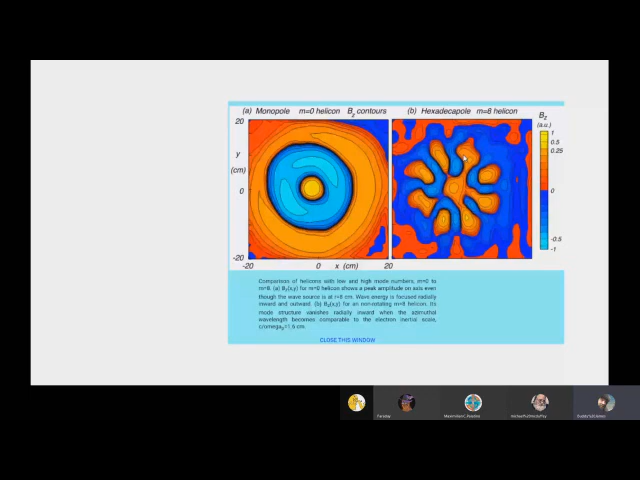 (a) Monopole m=0 helicon Bz contours
(b) Hexadecapole m=8 helicon
Bz
(a.u.)
20
y
(cm)
0
-20
-20 0 x (cm) 20
1
0.5
0.25
0
-0.5
-1
Comparison of helicons with low and high mode numbers, m=0 to
m=8. (a) Bz(x,y) for m=0 helicon shows a peak amplitude on axis even
though the wave source is at r=8 cm. Wave energy is focused radially
inward and outward. (b) Bz(x,y) for an non-rotating m=8 helicon. Its
mode structure vanishes radially inward when the azimuthal
wavelength becomes comparable to the electron inertial scale,
CLOSE THIS WINDOW
Faraday